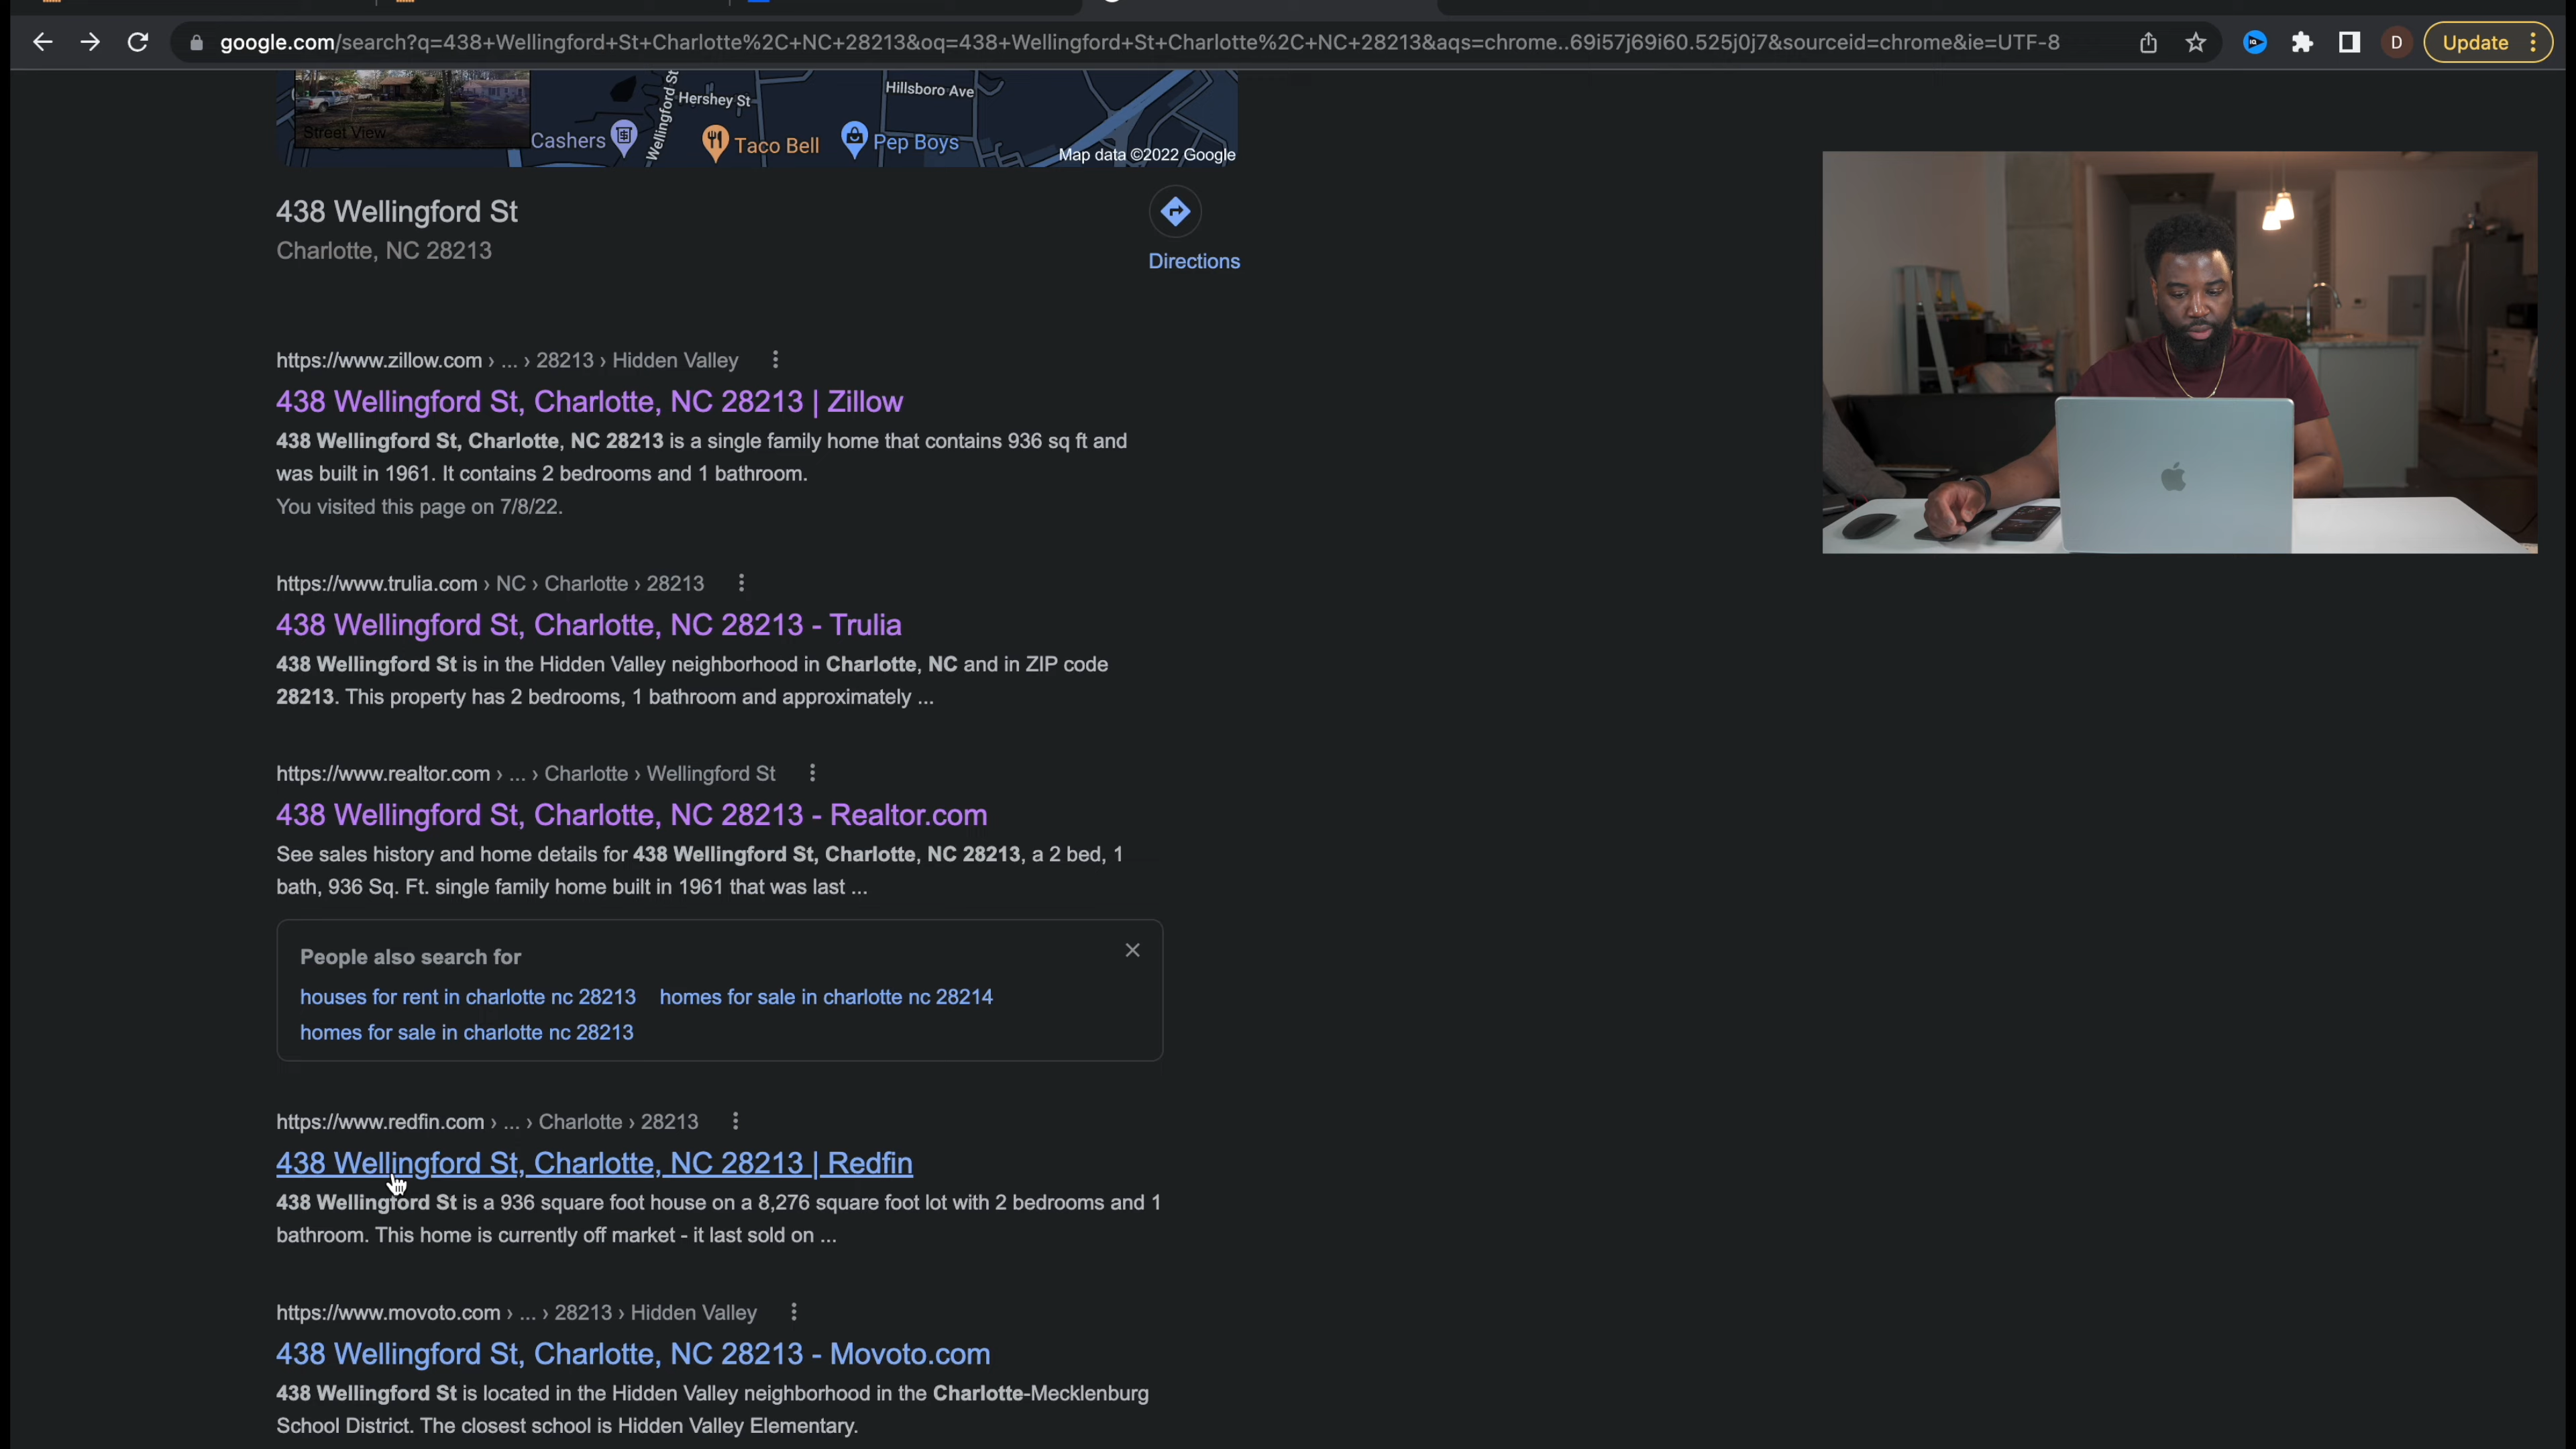 google.com/search?q=438+Wellingford+St+Charlotte%2C+NC+28213&oq=438+Wellingford+St+Charlotte%2C+NC+28213&aqs=chrome..69i57j69i60.525j0j7&sourceid=chrome&ie=UTF-8
D
Update
Street View
Cashers
Wellingford St
Hershey St
Hillsboro Ave
Taco Bell
Pep Boys
Map data ©2022 Google
438 Wellingford St
Charlotte, NC 28213
Directions
https://www.zillow.com › ... › 28213 › Hidden Valley
438 Wellingford St, Charlotte, NC 28213 | Zillow
438 Wellingford St, Charlotte, NC 28213 is a single family home that contains 936 sq ft and
was built in 1961. It contains 2 bedrooms and 1 bathroom.
You visited this page on 7/8/22.
https://www.trulia.com › NC › Charlotte › 28213
438 Wellingford St, Charlotte, NC 28213 - Trulia
438 Wellingford St is in the Hidden Valley neighborhood in Charlotte, NC and in ZIP code
28213. This property has 2 bedrooms, 1 bathroom and approximately ...
https://www.realtor.com › ... › Charlotte › Wellingford St
438 Wellingford St, Charlotte, NC 28213 - Realtor.com
See sales history and home details for 438 Wellingford St, Charlotte, NC 28213, a 2 bed, 1
bath, 936 Sq. Ft. single family home built in 1961 that was last ...
People also search for
houses for rent in charlotte nc 28213 homes for sale in charlotte nc 28214
homes for sale in charlotte nc 28213
https://www.redfin.com › ... › Charlotte › 28213
438 Wellingford St, Charlotte, NC 28213 | Redfin
438 Wellingford St is a 936 square foot house on a 8,276 square foot lot with 2 bedrooms and 1
bathroom. This home is currently off market - it last sold on ...
https://www.movoto.com › ... › 28213 › Hidden Valley
438 Wellingford St, Charlotte, NC 28213 - Movoto.com
438 Wellingford St is located in the Hidden Valley neighborhood in the Charlotte-Mecklenburg
School District. The closest school is Hidden Valley Elementary.